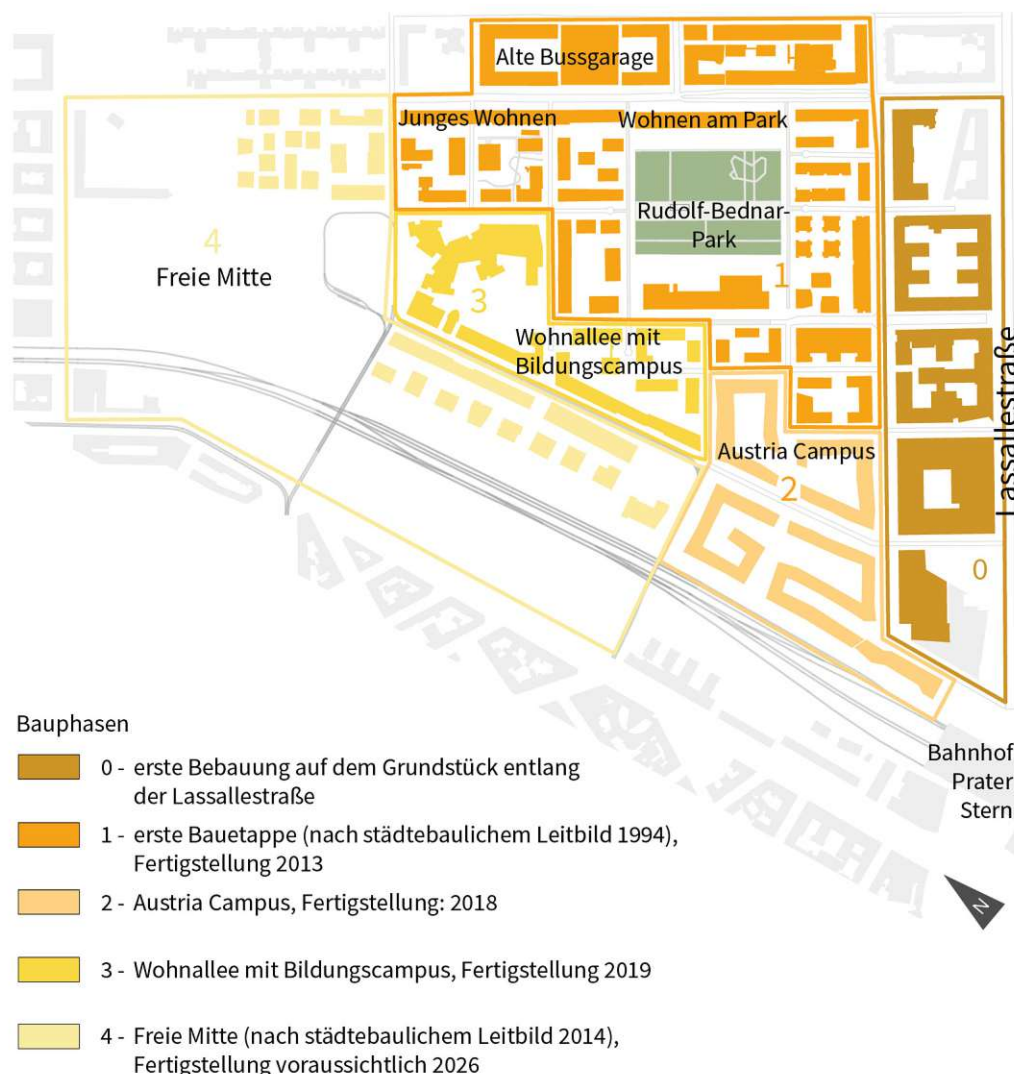 Alte Bussgarage
Junges Wohnen
Wohnen am Park
Rudolf-Bednar-
Park
1
4
Freie Mitte
3
Wohnallee mit
Bildungscampus
Lassallestraße
Austria Campus
2
0
Bahnhof
Prater
Stern
N
Bauphasen
0 - erste Bebauung auf dem Grundstück entlang
der Lassallestraße
1 - erste Bauetappe (nach städtebaulichem Leitbild 1994),
Fertigstellung 2013
2 - Austria Campus, Fertigstellung: 2018
3 - Wohnallee mit Bildungscampus, Fertigstellung 2019
4 - Freie Mitte (nach städtebaulichem Leitbild 2014),
Fertigstellung voraussichtlich 2026